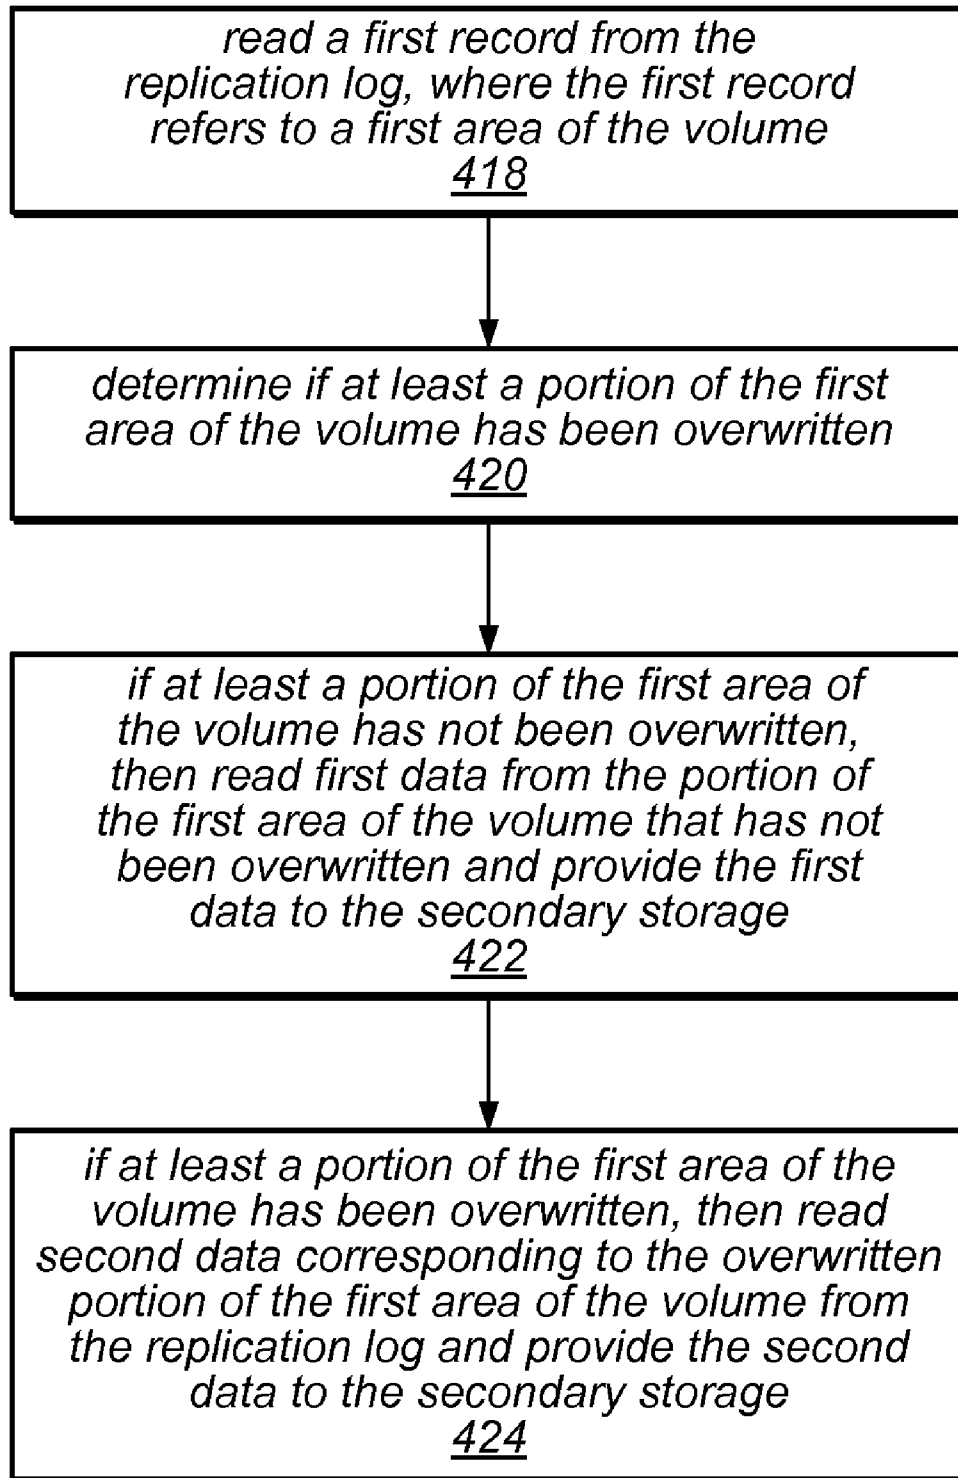 read a first record from the
replication log, where the first record
refers to a first area of the volume
418
determine if at least a portion of the first
area of the volume has been overwritten
420
if at least a portion of the first area of
the volume has not been overwritten,
then read first data from the portion of
the first area of the volume that has not
been overwritten and provide the first
data to the secondary storage
422
if at least a portion of the first area of the
volume has been overwritten, then read
second data corresponding to the overwritten
portion of the first area of the volume from
the replication log and provide the second
data to the secondary storage
424